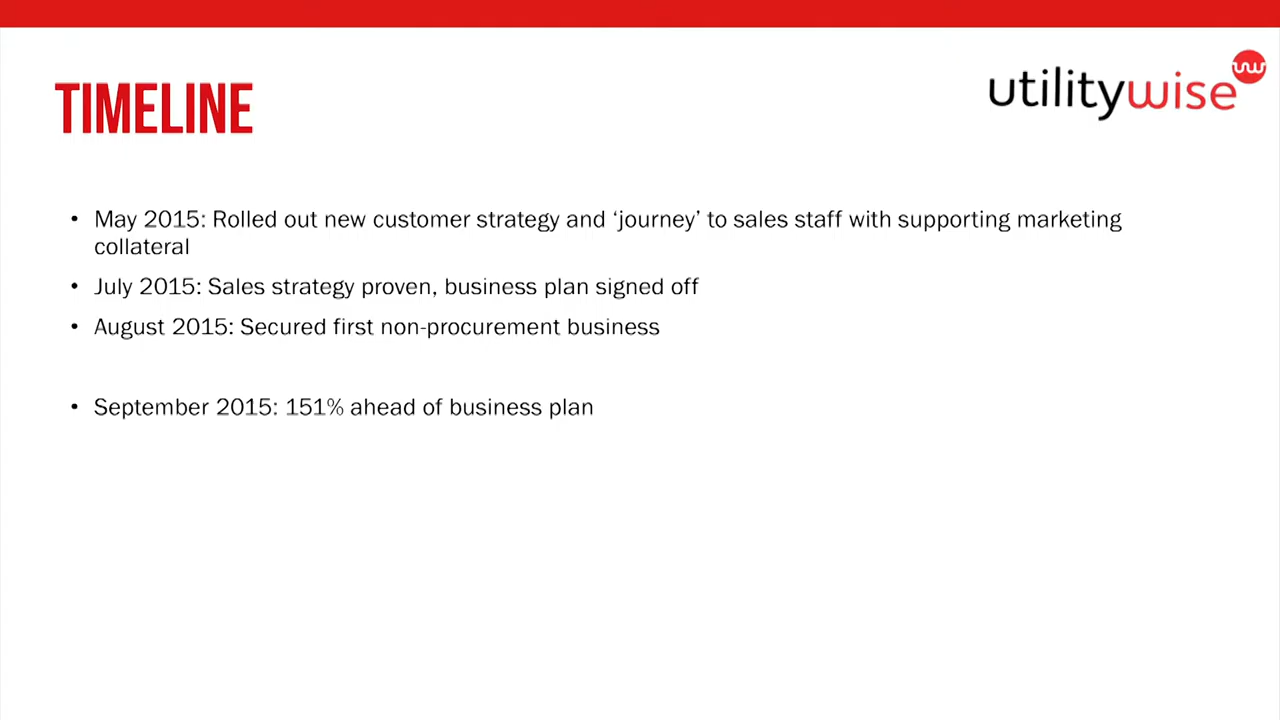 uw
utilitywise
TIMELINE
• May 2015: Rolled out new customer strategy and ‘journey’ to sales staff with supporting marketing
collateral
• July 2015: Sales strategy proven, business plan signed off
• August 2015: Secured first non-procurement business
• September 2015: 151% ahead of business plan